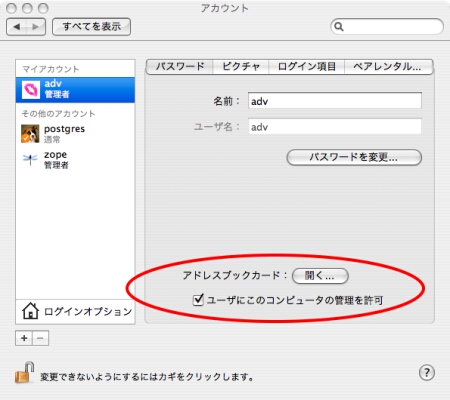 アカウント
すべてを表示
マイアカウント
adv
管理者
その他のアカウント
postgres
通常
zope
管理者
ログインオプション
パスワード ピクチャ ログイン項目 ペアレンタル...
名前： adv
ユーザ名： adv
パスワードを変更...
アドレスブックカード： 開く...
ユーザにこのコンピュータの管理を許可
+ −
変更できないようにするにはカギをクリックします。
?